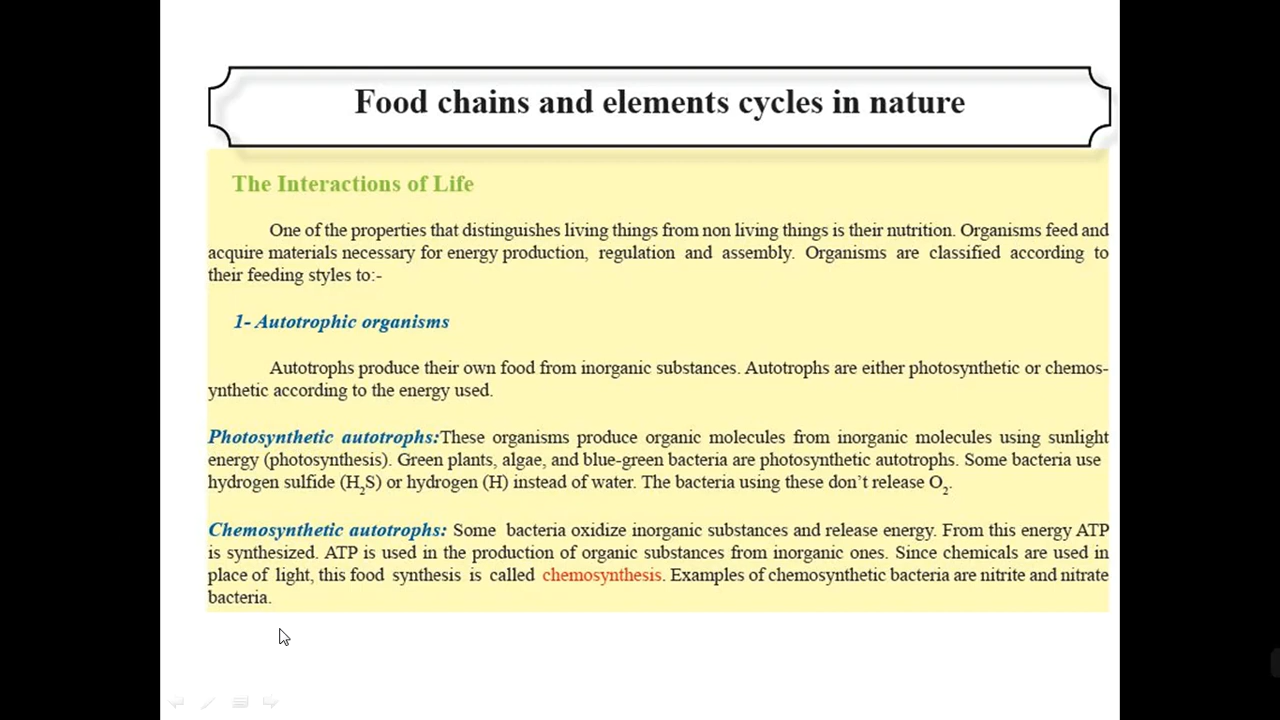 Food chains and elements cycles in nature
The Interactions of Life
One of the properties that distinguishes living things from non living things is their nutrition. Organisms feed and
acquire materials necessary for energy production, regulation and assembly. Organisms are classified according to
their feeding styles to:-
1- Autotrophic organisms
Autotrophs produce their own food from inorganic substances. Autotrophs are either photosynthetic or chemos-
ynthetic according to the energy used.
Photosynthetic autotrophs:These organisms produce organic molecules from inorganic molecules using sunlight
energy (photosynthesis). Green plants, algae, and blue-green bacteria are photosynthetic autotrophs. Some bacteria use
hydrogen sulfide (H₂S) or hydrogen (H) instead of water. The bacteria using these don’t release O₂.
Chemosynthetic autotrophs: Some bacteria oxidize inorganic substances and release energy. From this energy ATP
is synthesized. ATP is used in the production of organic substances from inorganic ones. Since chemicals are used in
place of light, this food synthesis is called chemosynthesis. Examples of chemosynthetic bacteria are nitrite and nitrate
bacteria.